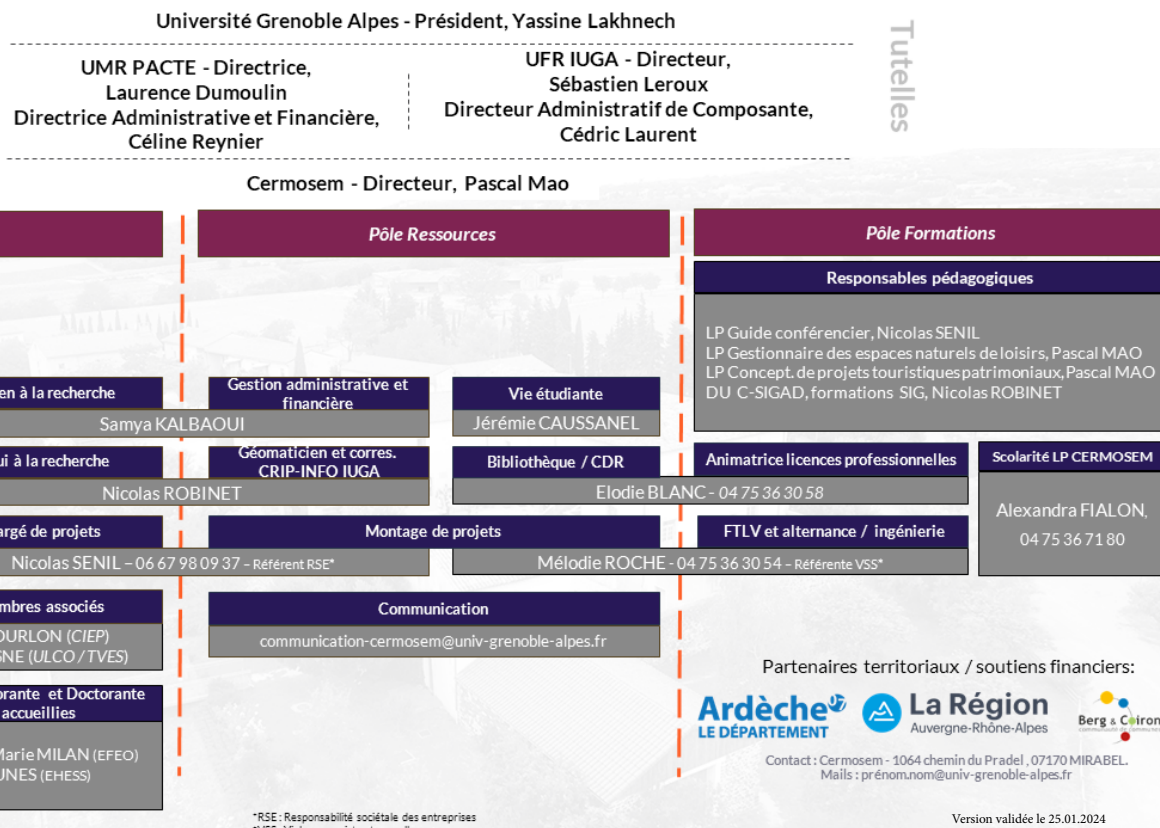 Université Grenoble Alpes - Président, Yassine Lakhnech
Tutelles
UMR PACTE - Directrice,
Laurence Dumoulin
Directrice Administrative et Financière,
Céline Reynier
UFR IUGA - Directeur,
Sébastien Leroux
Directeur Administratif de Composante,
Cédric Laurent
Cermosem - Directeur, Pascal Mao
Pôle Ressources
Pôle Formations
Responsables pédagogiques
LP Guide conférencier, Nicolas SENIL
LP Gestionnaire des espaces naturels de loisirs, Pascal MAO
LP Concept. de projets touristiques patrimoniaux, Pascal MAO
DU C-SIGAD, formations SIG, Nicolas ROBINET
en à la recherche
Gestion administrative et
financière
Samya KALBAOUI
Vie étudiante
Jérémie CAUSSANEL
ui à la recherche
Géomaticien et corres.
CRIP-INFO IUGA
Nicolas ROBINET
Bibliothèque / CDR
Animatrice licences professionnelles
Elodie BLANC - 04 75 36 30 58
Scolarité LP CERMOSEM
Alexandra FIALON,
04 75 36 71 80
argé de projets
Montage de projets
FTLV et alternance / ingénierie
Nicolas SENIL – 06 67 98 09 37 – Référent RSE*
Mélodie ROCHE - 04 75 36 30 54 – Référente VSS*
mbres associés
OURLON (CIEP)
GNE (ULCO / TVES)
Communication
communication-cermosem@univ-grenoble-alpes.fr
orante et Doctorante
accueillies
Marie MILAN (EFEO)
UNES (EHESS)
Partenaires territoriaux / soutiens financiers:
Ardèche
LE DÉPARTEMENT
La Région
Auvergne-Rhône-Alpes
Berg & Coiron
communauté de communes
Contact : Cermosem - 1064 chemin du Pradel , 07170 MIRABEL.
Mails : prénom.nom@univ-grenoble-alpes.fr
*RSE : Responsabilité sociétale des entreprises
Version validée le 25.01.2024